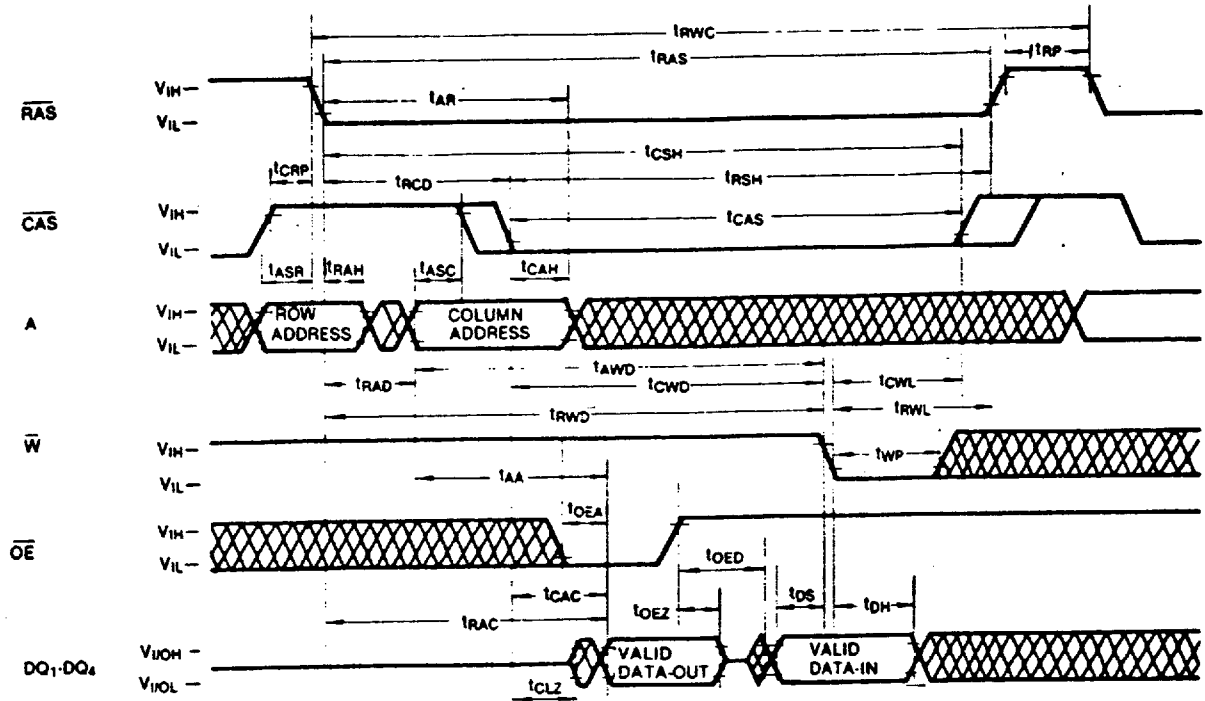 tRWC
tRAS
tRP
RAS
VIH
tAR
VIL
tCSH
tCRP
tRCD
tRSH
CAS
VIH
tCAS
VIL
tASR
tRAH
tASC
tCAH
A
VIH
VIL
ROW
ADDRESS
COLUMN
ADDRESS
tAWD
tRAD
tCWD
tCWL
tRWD
tRWL
W
VIH
VIL
tWP
tAA
tOEA
OE
VIH
VIL
tOED
tCAC
tOEZ
tDS
tDH
tRAC
DQ1-DQ4
VI/OH
VI/OL
VALID
DATA-OUT
VALID
DATA-IN
tCLZ